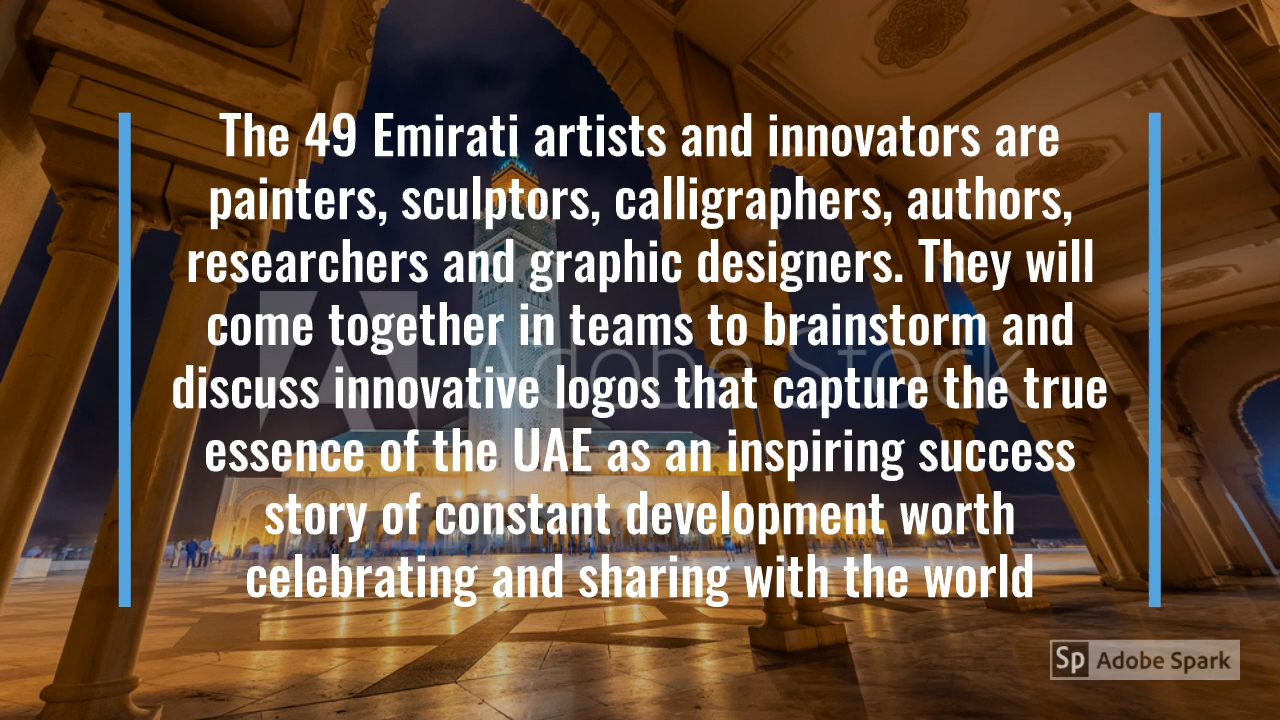 The 49 Emirati artists and innovators are
painters, sculptors, calligraphers, authors,
researchers and graphic designers. They will
come together in teams to brainstorm and
discuss innovative logos that capture the true
essence of the UAE as an inspiring success
story of constant development worth
celebrating and sharing with the world
Adobe Stock
Sp Adobe Spark